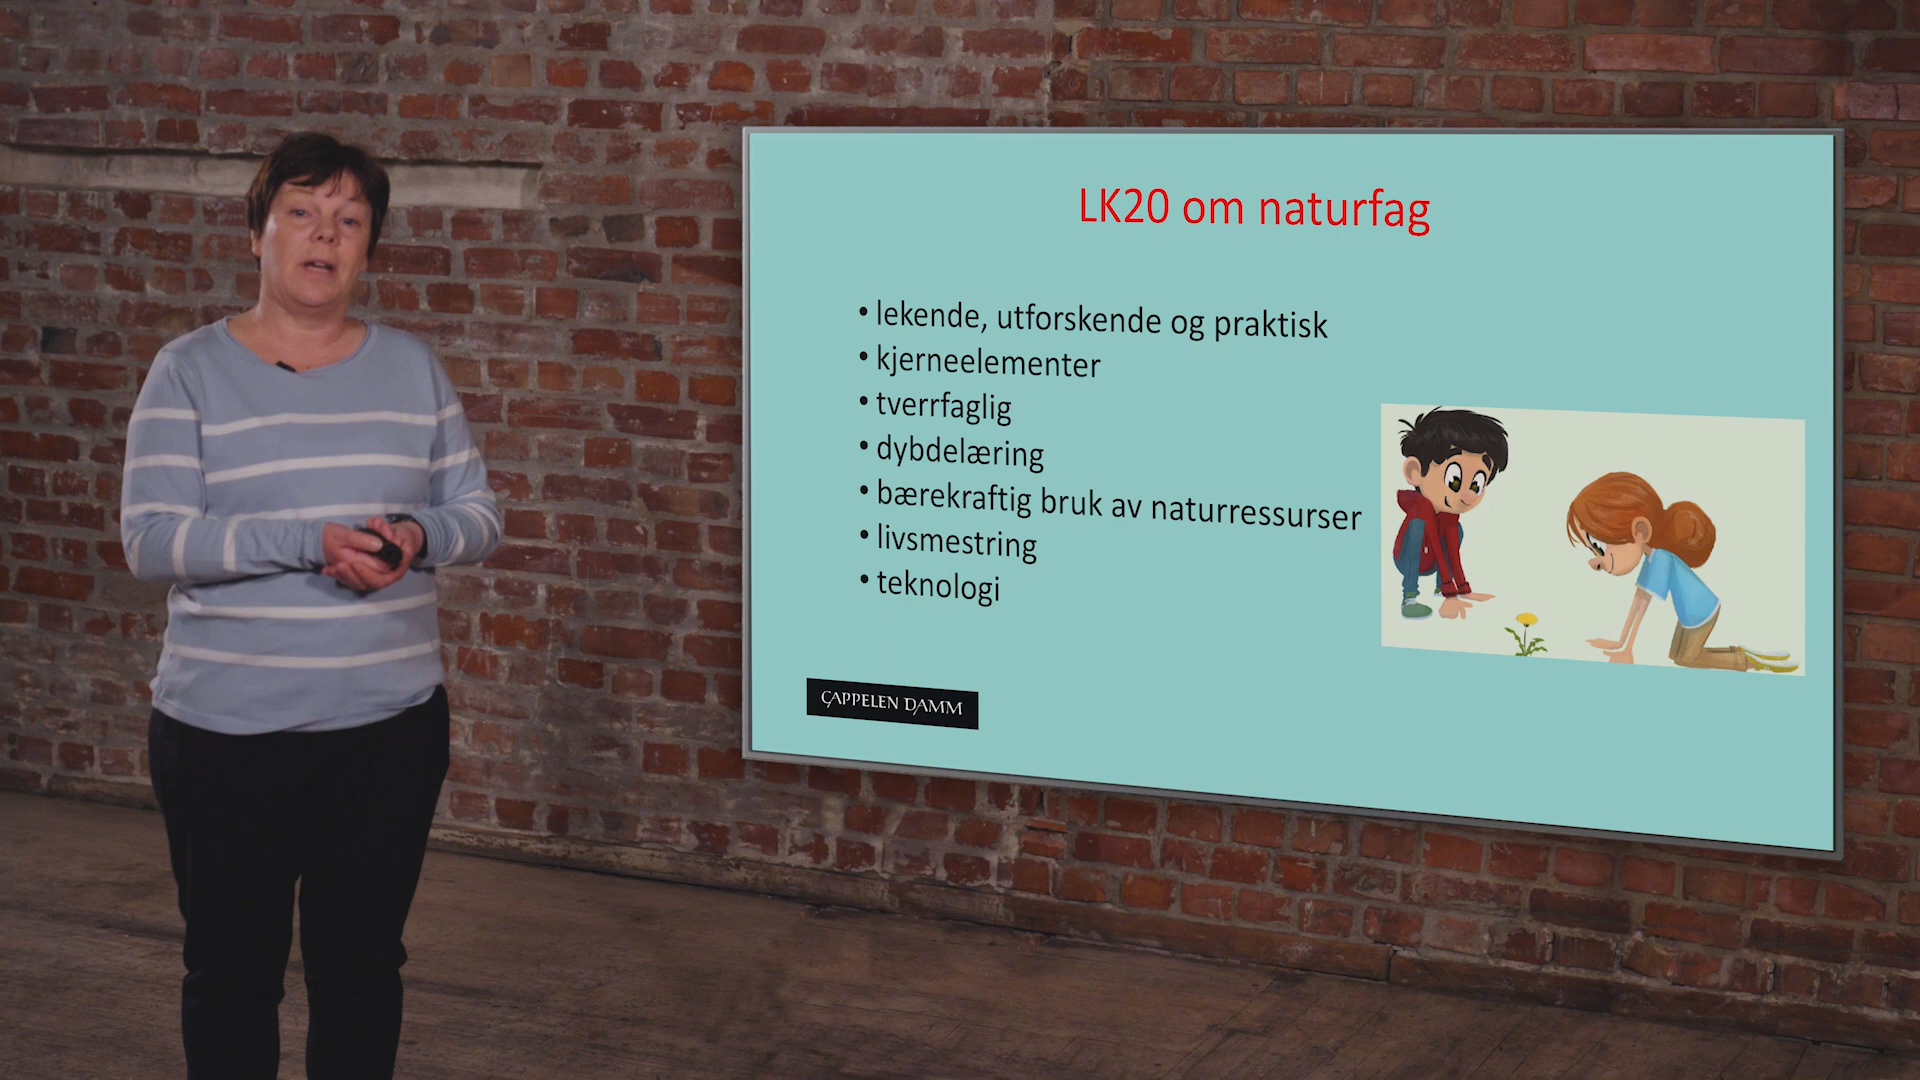 LK20 om naturfag
• lekende, utforskende og praktisk
• kjerneelementer
• tverrfaglig
• dybdelæring
• bærekraftig bruk av naturressurser
• livsmestring
• teknologi
CAPPELEN DAMM